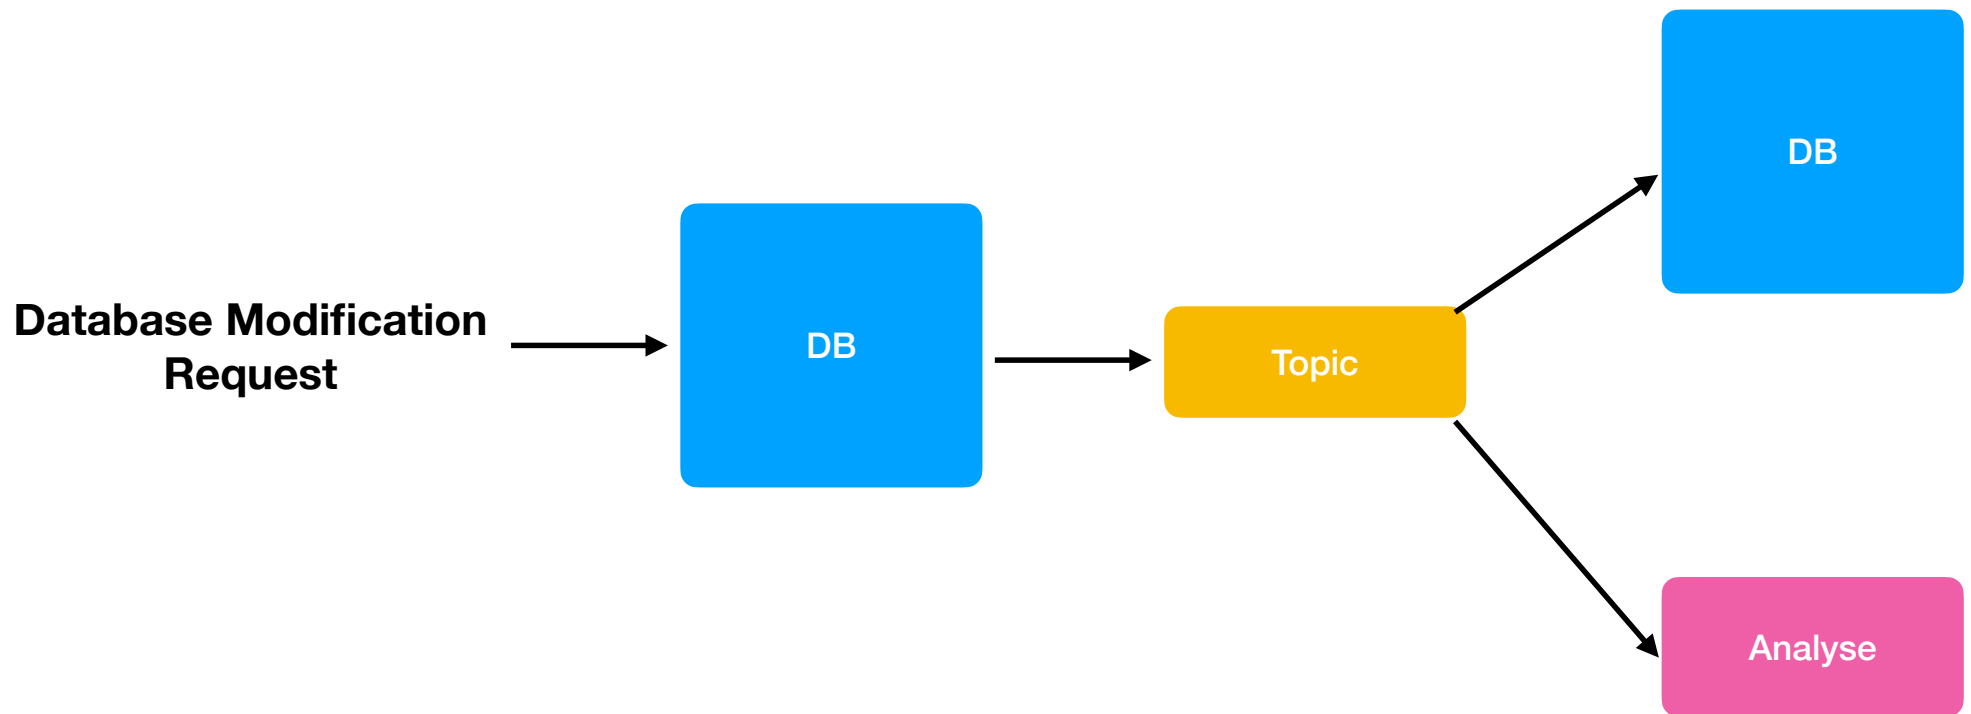 Database Modification
Request
DB
Topic
DB
Analyse